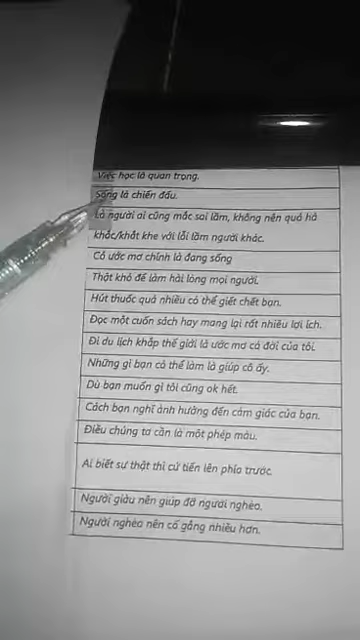 Việc học là quan trọng.
Sống là chiến đấu.
Là người ai cũng mắc sai lầm, không nên quá hà
khắc/khắt khe với lỗi lầm người khác.
Có ước mơ chính là đang sống
Thật khó để làm hài lòng mọi người.
Hút thuốc quá nhiều có thể giết chết bạn.
Đọc một cuốn sách hay mang lại rất nhiều lợi ích.
Đi du lịch khắp thế giới là ước mơ cả đời của tôi.
Những gì bạn có thể làm là giúp cô ấy.
Dù bạn muốn gì tôi cũng ok hết.
Cách bạn nghĩ ảnh hưởng đến cảm giác của bạn.
Điều chúng ta cần là một phép màu.
Ai biết sự thật thì cứ tiến lên phía trước.
Người giàu nên giúp đỡ người nghèo.
Người nghèo nên cố gắng nhiều hơn.